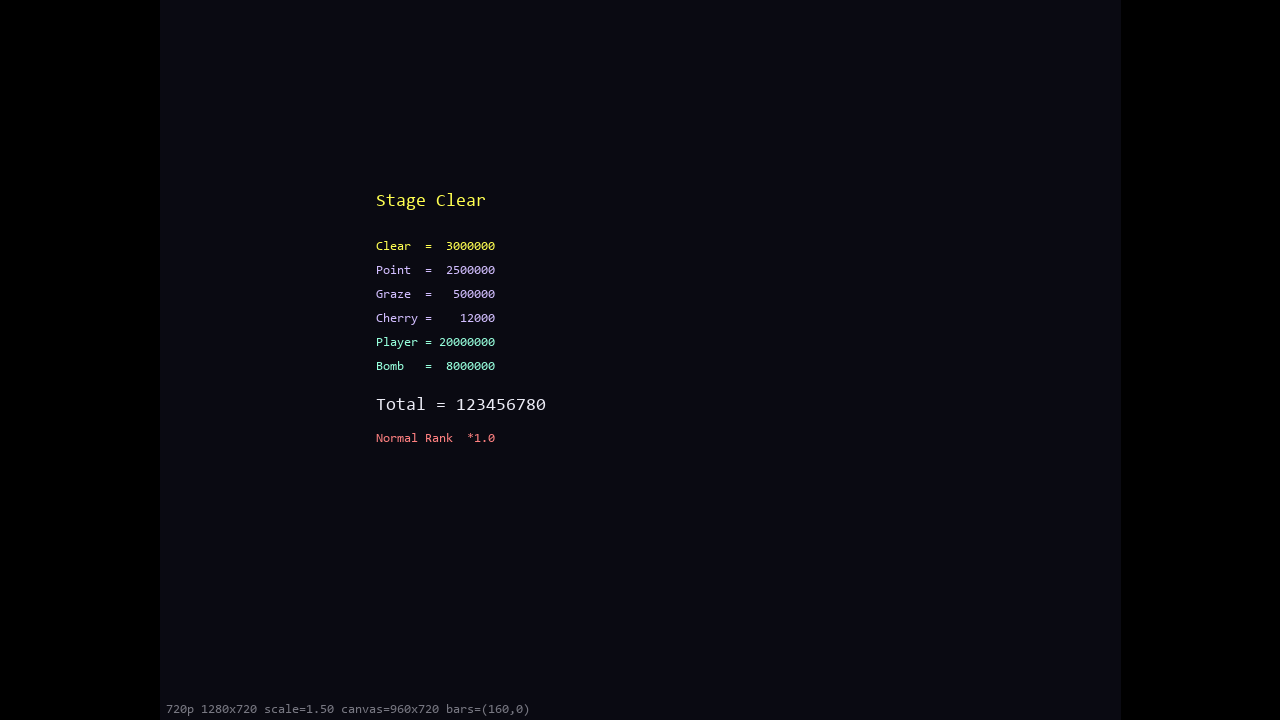 Stage Clear
Clear  =  3000000
Point  =  2500000
Graze  =   500000
Cherry =    12000
Player = 20000000
Bomb   =  8000000
Total = 123456780
Normal Rank  *1.0
720p 1280x720 scale=1.50 canvas=960x720 bars=(160,0)